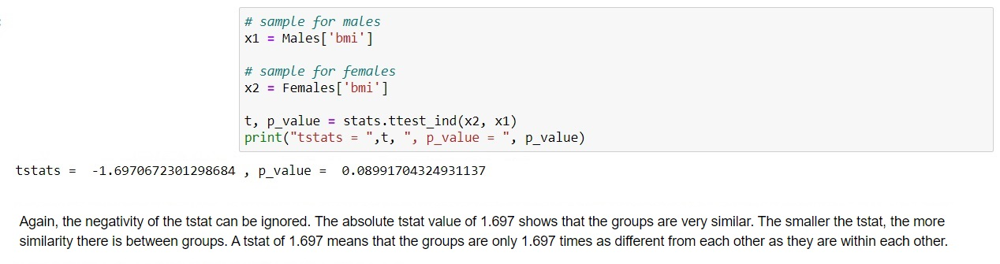 # sample for males
x1 = Males['bmi']
# sample for females
x2 = Females['bmi']
t, p_value = stats.ttest_ind(x2, x1)
print("tstats = ",t, ", p_value = ", p_value)
tstats =  -1.6970672301298684 , p_value =  0.08991704324931137
Again, the negativity of the tstat can be ignored. The absolute tstat value of 1.697 shows that the groups are very similar. The smaller the tstat, the more
similarity there is between groups. A tstat of 1.697 means that the groups are only 1.697 times as different from each other as they are within each other.